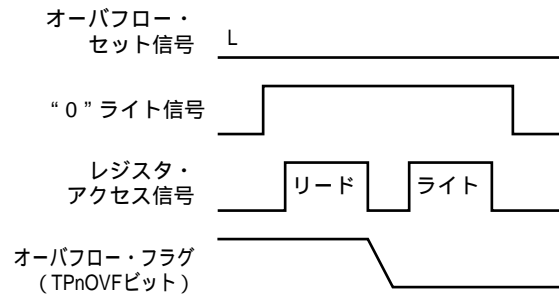 オーバフロー・
セット信号
L
“0”ライト信号
レジスタ・
アクセス信号
リード
ライト
オーバフロー・フラグ
(TPnOVFビット)